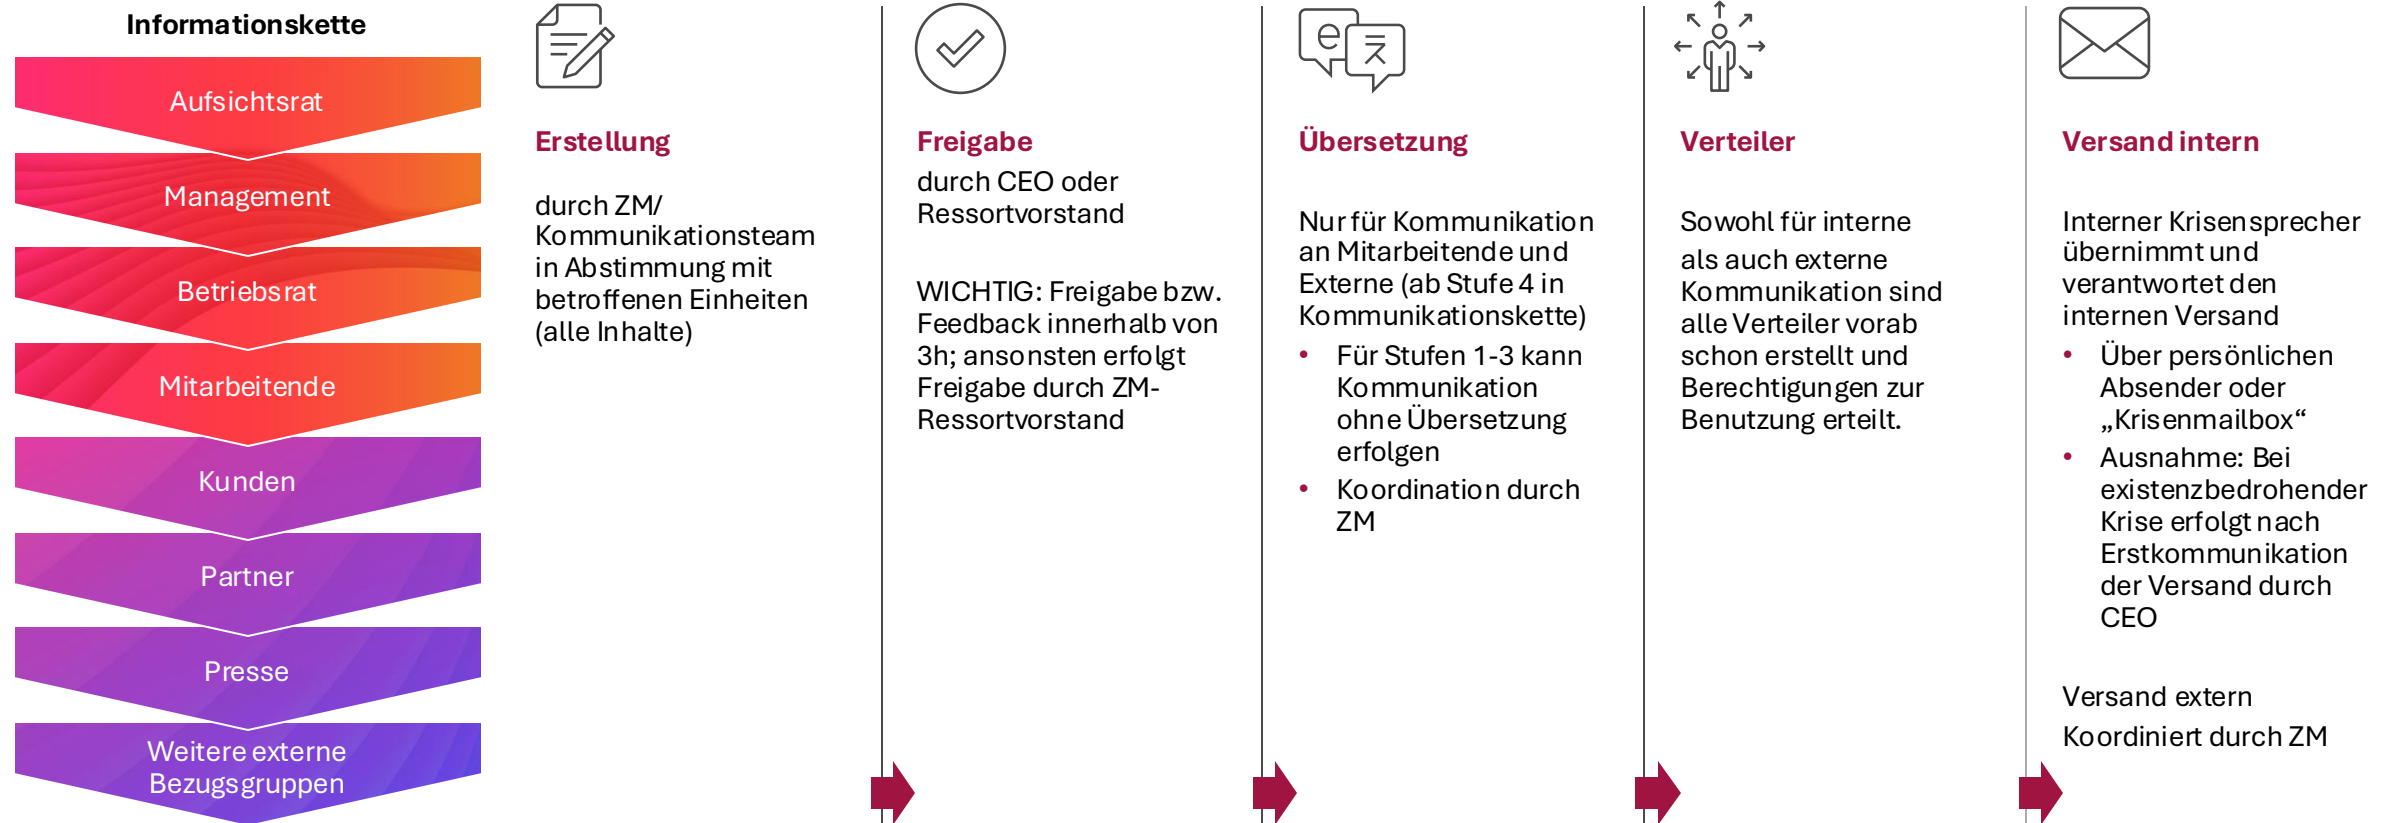 Informationskette
Aufsichtsrat
Management
Betriebsrat
Mitarbeitende
Kunden
Partner
Presse
Weitere externe
Bezugsgruppen
Erstellung
durch ZM/
Kommunikationsteam
in Abstimmung mit
betroffenen Einheiten
(alle Inhalte)
Freigabe
durch CEO oder
Ressortvorstand
WICHTIG: Freigabe bzw.
Feedback innerhalb von
3h; ansonsten erfolgt
Freigabe durch ZM-
Ressortvorstand
Übersetzung
Nur für Kommunikation
an Mitarbeitende und
Externe (ab Stufe 4 in
Kommunikationskette)
• Für Stufen 1-3 kann
Kommunikation
ohne Übersetzung
erfolgen
• Koordination durch
ZM
Verteiler
Sowohl für interne
als auch externe
Kommunikation sind
alle Verteiler vorab
schon erstellt und
Berechtigungen zur
Benutzung erteilt.
Versand intern
Interner Krisensprecher
übernimmt und
verantwortet den
internen Versand
• Über persönlichen
Absender oder
„Krisenmailbox“
• Ausnahme: Bei
existenzbedrohender
Krise erfolgt nach
Erstkommunikation
der Versand durch
CEO
Versand extern
Koordiniert durch ZM